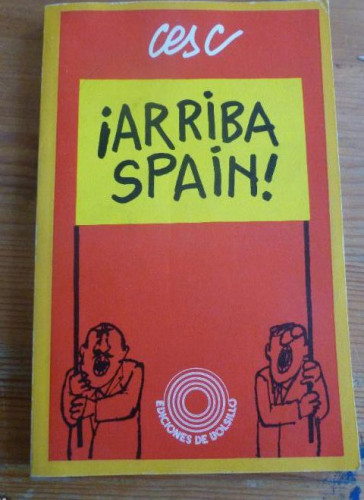 cesc
¡ARRIBA
SPAIN!
EDICIONES DE BOLSILLO